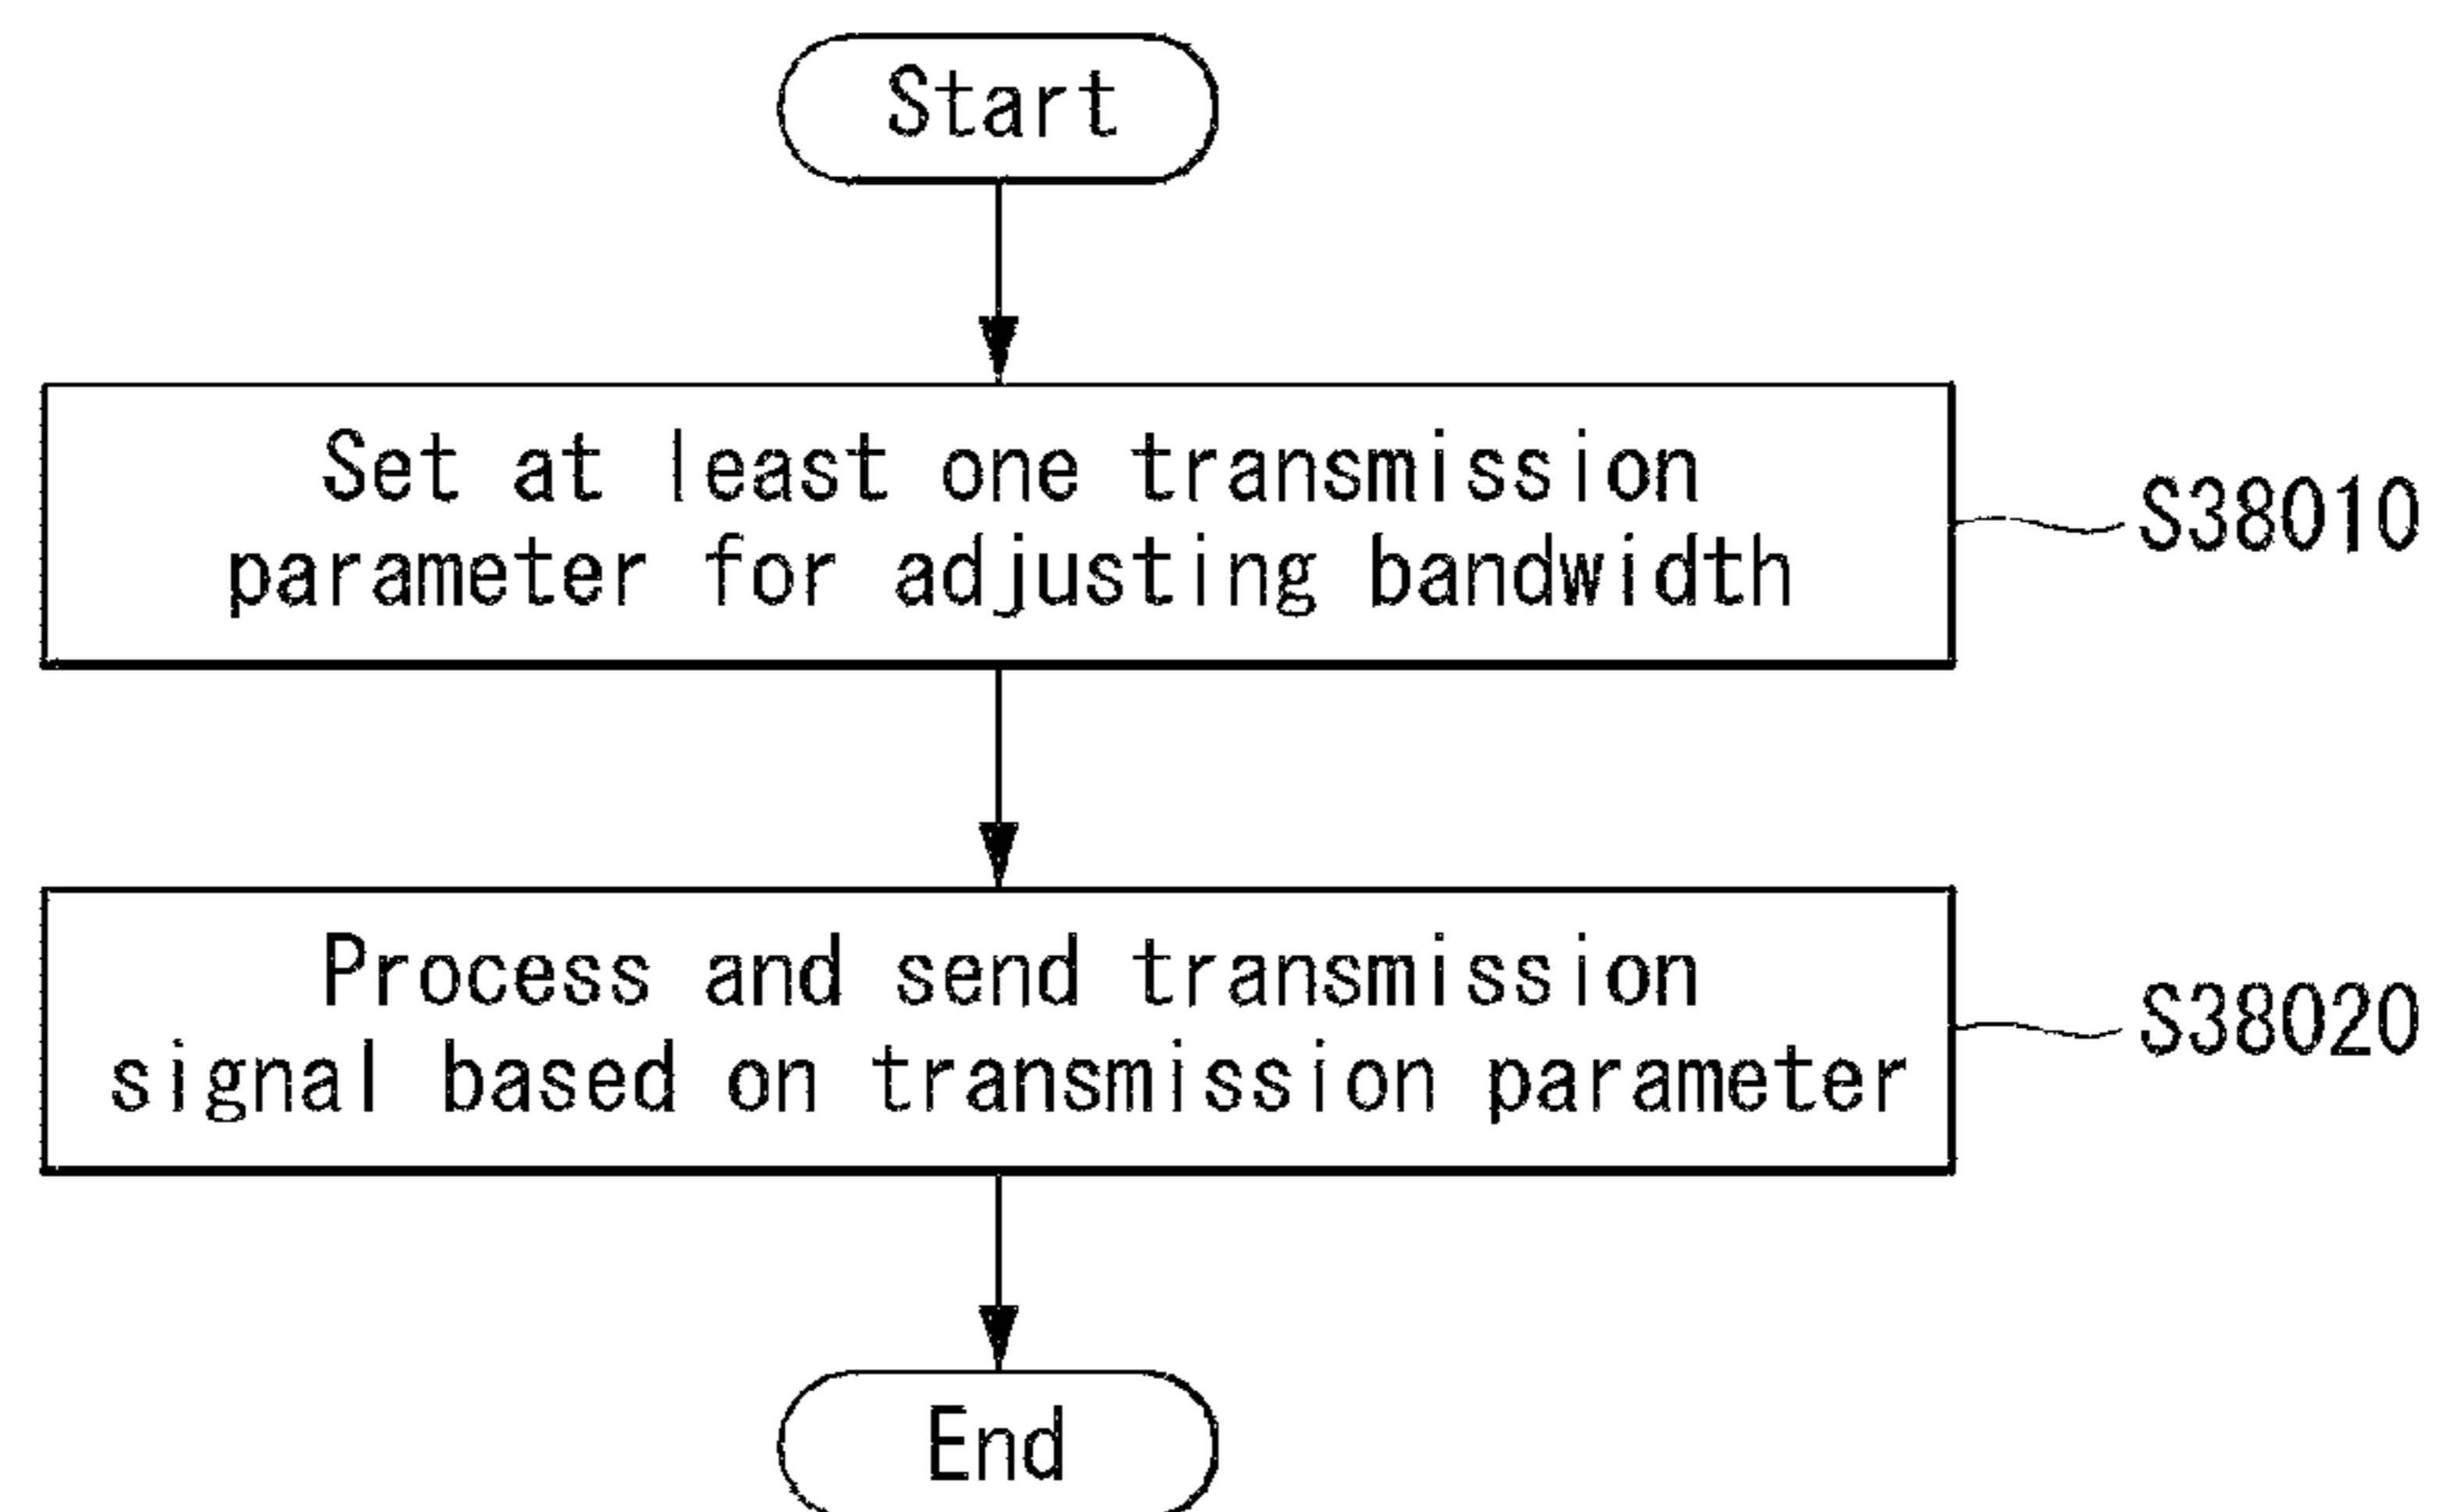 Start
Set at least one transmission
parameter for adjusting bandwidth
S38010
Process and send transmission
signal based on transmission parameter
S38020
End